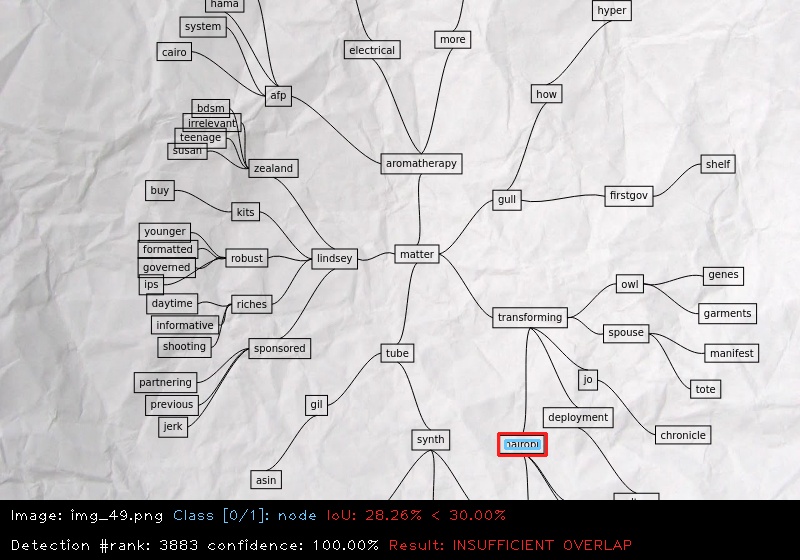 hama
hyper
system
more
electrical
cairo
how
afp
bdsm
irrelevant
teenage
susan
aromatherapy
zealand
shelf
buy
gull
firstgov
kits
younger
formatted
matter
robust
lindsey
governed
genes
ips
owl
daytime
riches
garments
transforming
informative
spouse
shooting
sponsored
tube
manifest
jo
partnering
tote
previous
gil
deployment
jerk
chronicle
synth
nairobi
asin
Image: img_49.png Class [0/1]: node IoU: 28.26% < 30.00%
Detection #rank: 3883 confidence: 100.00% Result: INSUFFICIENT OVERLAP